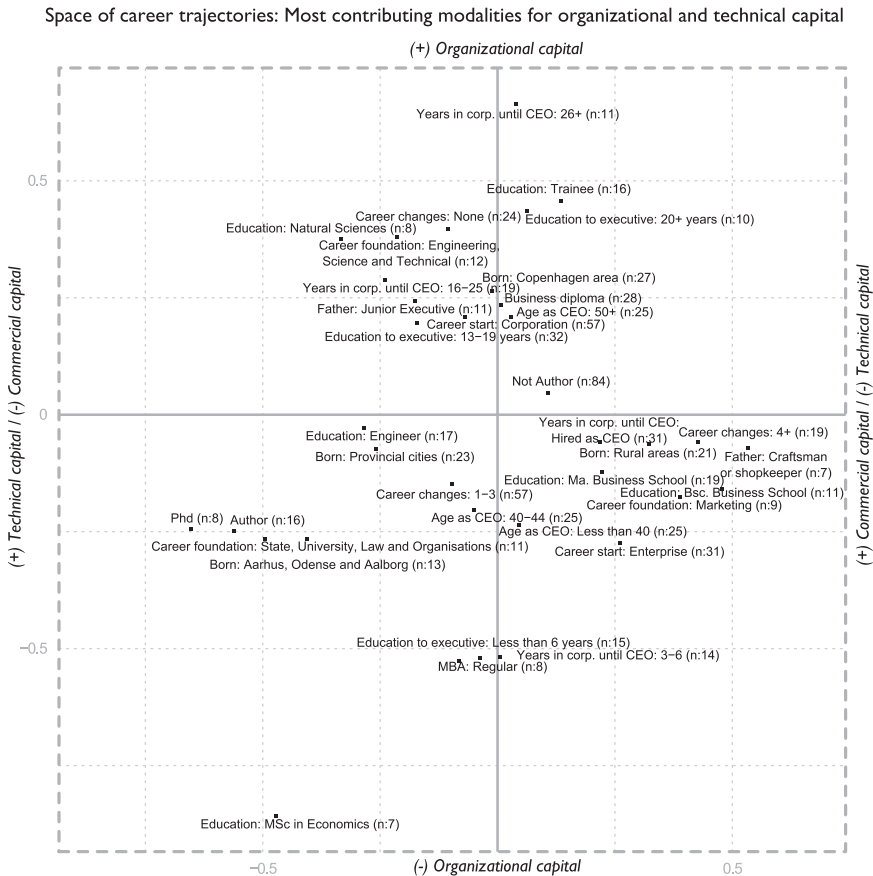 Space of career trajectories: Most contributing modalities for organizational and technical capital
(+) Organizational capital
Years in corp. until CEO: 26+ (n:11)
0.5
Education: Trainee (n:16)
Career changes: None (n:24)
Education to executive: 20+ years (n:10)
Education: Natural Sciences (n:8)
Career foundation: Engineering,
Science and Technical (n:12)
Born: Copenhagen area (n:27)
Years in corp. until CEO: 16−25 (n:19)
Business diploma (n:28)
Father: Junior Executive (n:11)
Age as CEO: 50+ (n:25)
Career start: Corporation (n:57)
Education to executive: 13−19 years (n:32)
Not Author (n:84)
0
(+) Technical capital / (-) Commercial capital
(+) Commercial capital / (-) Technical capital
Years in corp. until CEO:
Hired as CEO (n:31)
Career changes: 4+ (n:19)
Education: Engineer (n:17)
Born: Rural areas (n:21)
Born: Provincial cities (n:23)
Father: Craftsman
or shopkeeper (n:7)
Education: Ma. Business School (n:19)
Career changes: 1−3 (n:57)
Education: Bsc. Business School (n:11)
Career foundation: Marketing (n:9)
Phd (n:8)
Author (n:16)
Age as CEO: 40−44 (n:25)
Age as CEO: Less than 40 (n:25)
Career foundation: State, University, Law and Organisations (n:11)
Career start: Enterprise (n:31)
Born: Aarhus, Odense and Aalborg (n:13)
−0.5
Education to executive: Less than 6 years (n:15)
Years in corp. until CEO: 3−6 (n:14)
MBA: Regular (n:8)
Education: MSc in Economics (n:7)
−0.5
(-) Organizational capital
0.5